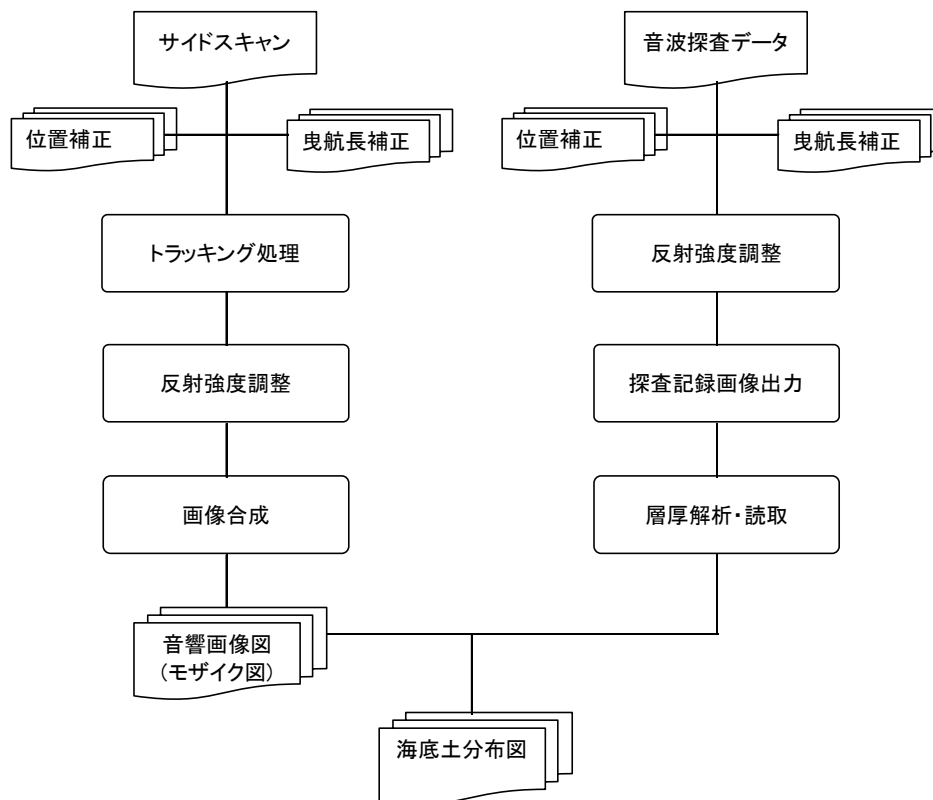 サイドスキャン
音波探査データ
位置補正
曳航長補正
位置補正
曳航長補正
トラッキング処理
反射強度調整
反射強度調整
探査記録画像出力
画像合成
層厚解析・読取
音響画像図
(モザイク図)
海底土分布図